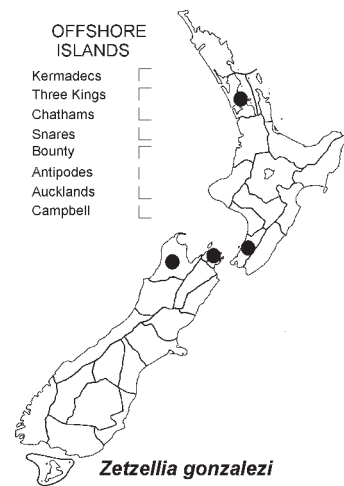 OFFSHORE
ISLANDS
Kermadecs
Three Kings
Chathams
Snares
Bounty
Antipodes
Aucklands
Campbell
Zetzellia gonzalezi